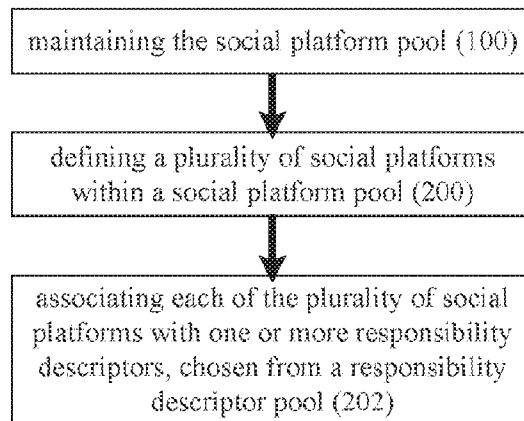 maintaining the social platform pool (100)
defining a plurality of social platforms
within a social platform pool (200)
associating each of the plurality of social
platforms with one or more responsibility
descriptors, chosen from a responsibility
descriptor pool (202)